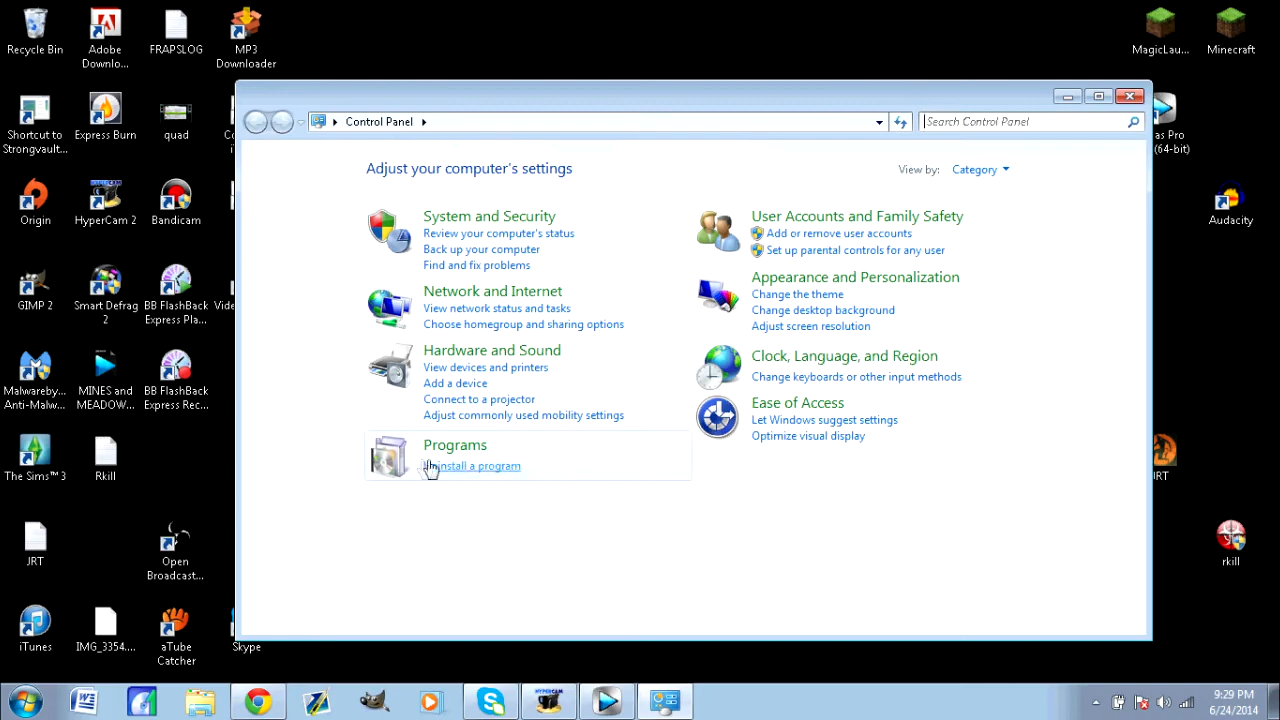 Recycle Bin
Adobe
Downlo...
FRAPSLOG
MP3
Downloader
MagicLau...
Minecraft
Shortcut to
Strongvault...
Express Burn
quad
as Pro
(64-bit)
Origin
HyperCam 2
Bandicam
Audacity
GIMP 2
Smart Defrag
2
BB FlashBack
Express Pla...
Malwareby...
Anti-Malw...
MINES and
MEADOW...
BB FlashBack
Express Rec...
The Sims™ 3
Rkill
JRT
JRT
Open
Broadcast...
rkill
iTunes
IMG_3354....
aTube
Catcher
Skype
Control Panel
Search Control Panel
Adjust your computer's settings
View by: Category
System and Security
Review your computer's status
Back up your computer
Find and fix problems
Network and Internet
View network status and tasks
Choose homegroup and sharing options
Hardware and Sound
View devices and printers
Add a device
Connect to a projector
Adjust commonly used mobility settings
Programs
Uninstall a program
User Accounts and Family Safety
Add or remove user accounts
Set up parental controls for any user
Appearance and Personalization
Change the theme
Change desktop background
Adjust screen resolution
Clock, Language, and Region
Change keyboards or other input methods
Ease of Access
Let Windows suggest settings
Optimize visual display
9:29 PM
6/24/2014